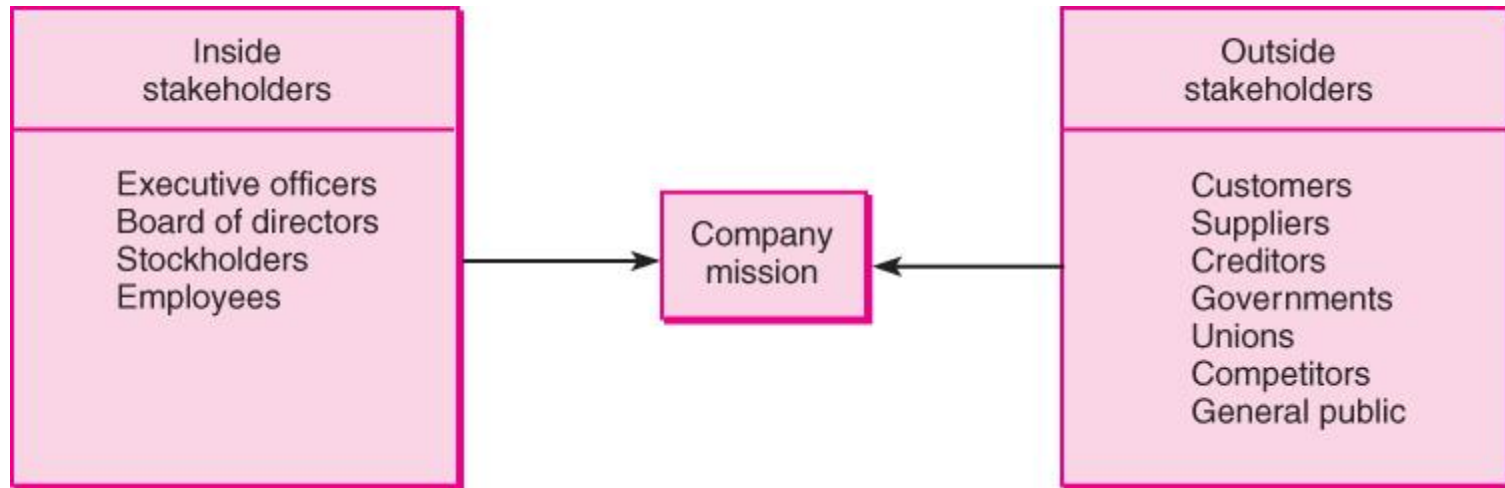 Inside
stakeholders
Executive officers
Board of directors
Stockholders
Employees
Company
mission
Outside
stakeholders
Customers
Suppliers
Creditors
Governments
Unions
Competitors
General public